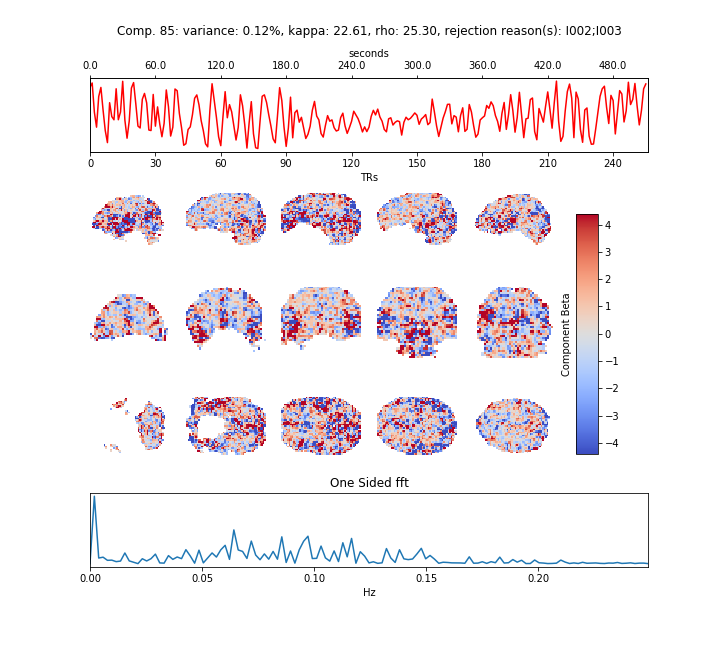 Comp. 85: variance: 0.12%, kappa: 22.61, rho: 25.30, rejection reason(s): I002;I003
seconds
0.0 60.0 120.0 180.0 240.0 300.0 360.0 420.0 480.0
0 30 60 90 120 150 180 210 240
TRs
4
3
2
1
0
−1
−2
−3
−4
Component Beta
One Sided fft
0.00 0.05 0.10 0.15 0.20
Hz